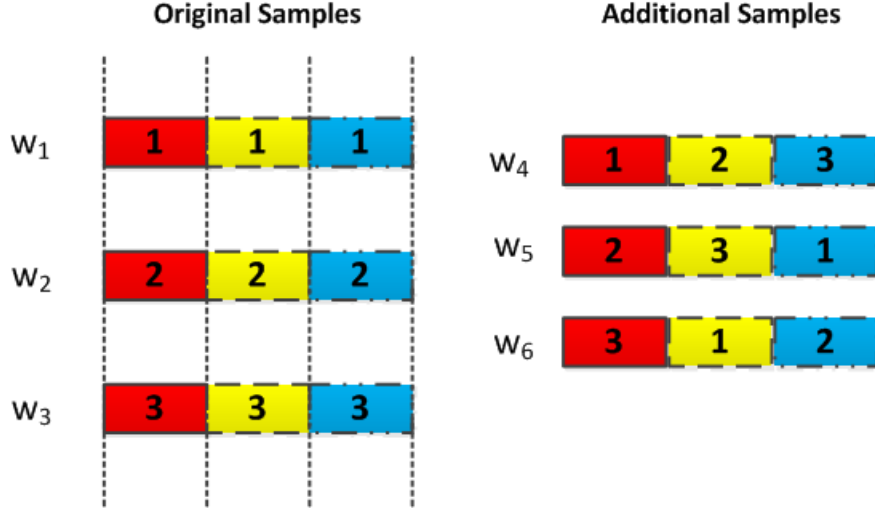 Original Samples
w1 1 1 1
w2 2 2 2
w3 3 3 3
Additional Samples
w4 1 2 3
w5 2 3 1
w6 3 1 2